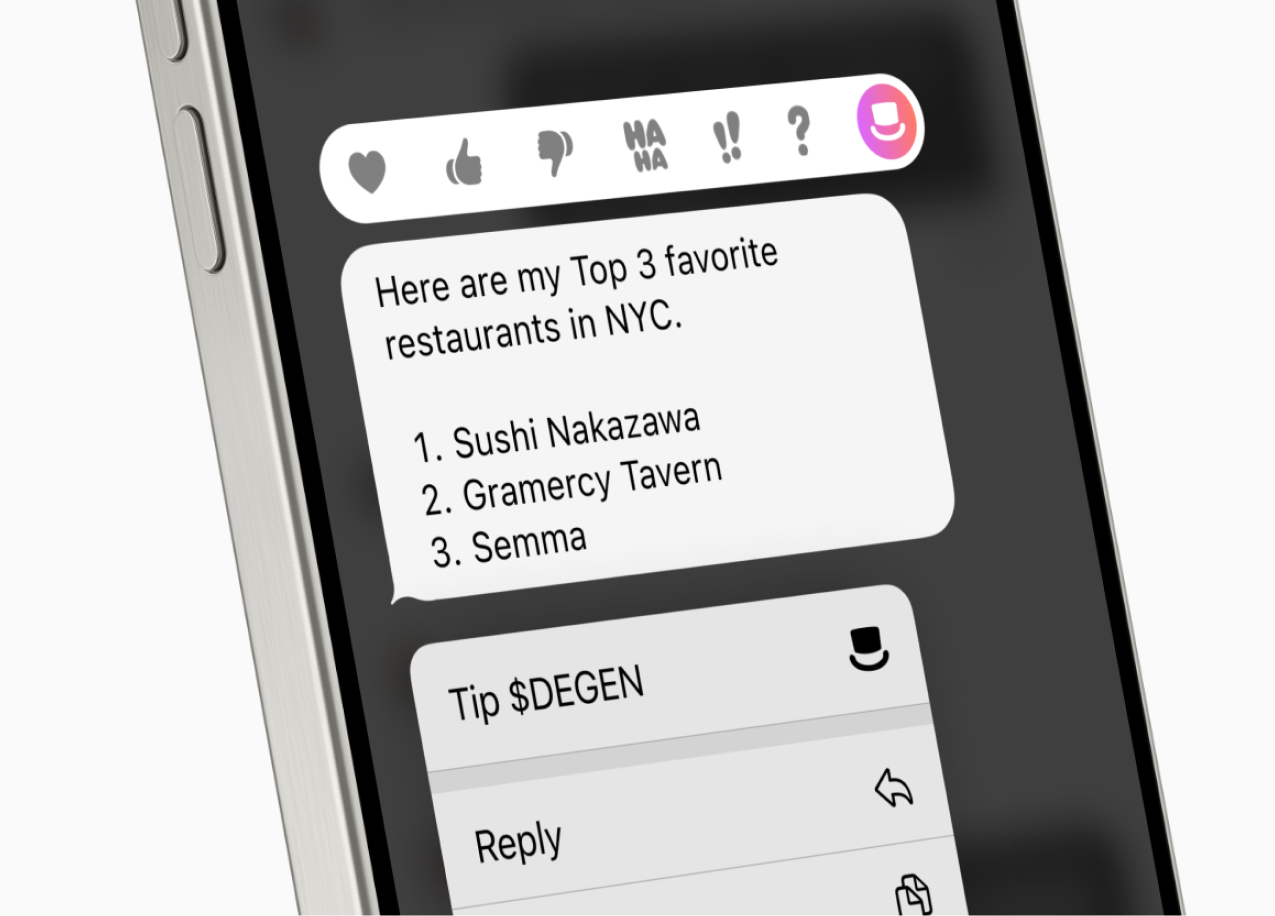 HA
HA
!!
?
Here are my Top 3 favorite
restaurants in NYC.
1. Sushi Nakazawa
2. Gramercy Tavern
3. Semma
Tip $DEGEN
Reply